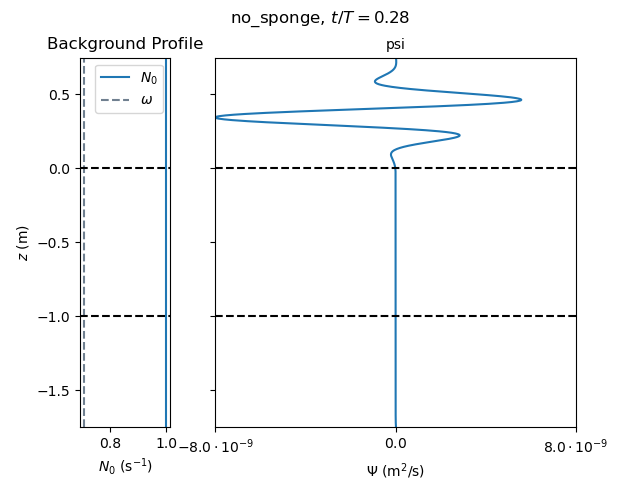 no_sponge, t/T = 0.28
Background Profile
psi
N₀
ω
0.5
0.0
−0.5
−1.0
−1.5
z (m)
0.8
1.0
N₀ (s⁻¹)
−8.0 · 10⁻⁹
0.0
8.0 · 10⁻⁹
Ψ (m²/s)